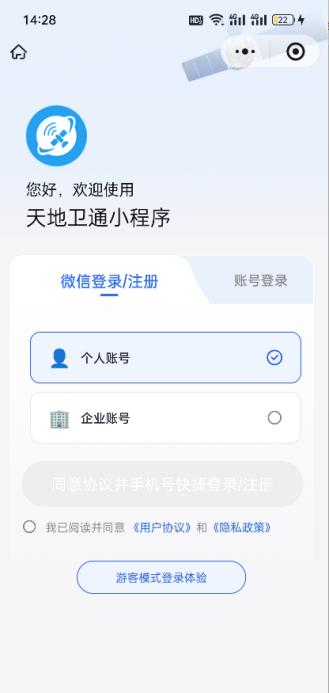 14:28
HD 4G 4G 22
您好，欢迎使用
天地卫通小程序
微信登录/注册
账号登录
个人账号
企业账号
同意协议并手机号快捷登录/注册
我已阅读并同意《用户协议》和《隐私政策》
游客模式登录体验